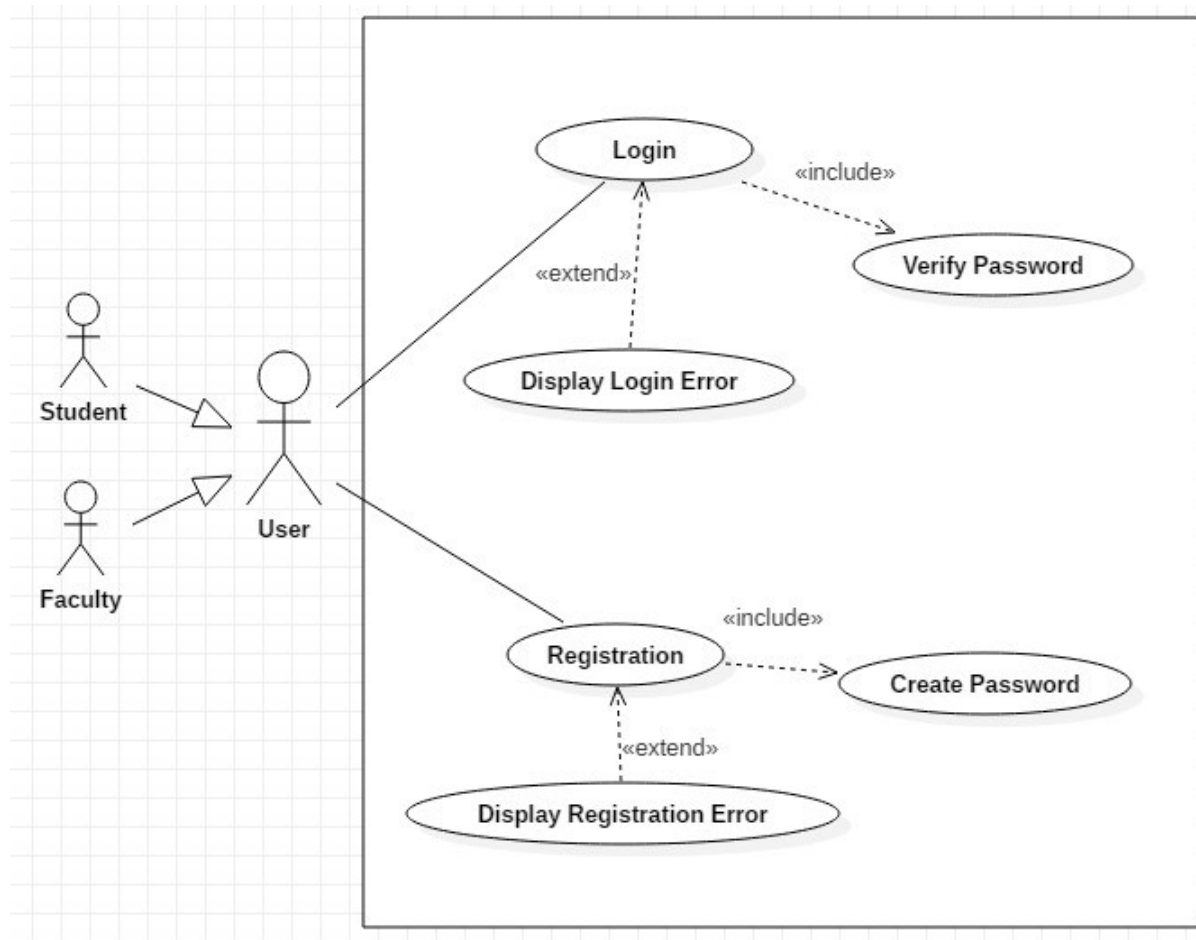 Login
«include»
Verify Password
«extend»
Display Login Error
Student
User
Faculty
«include»
Registration
Create Password
«extend»
Display Registration Error